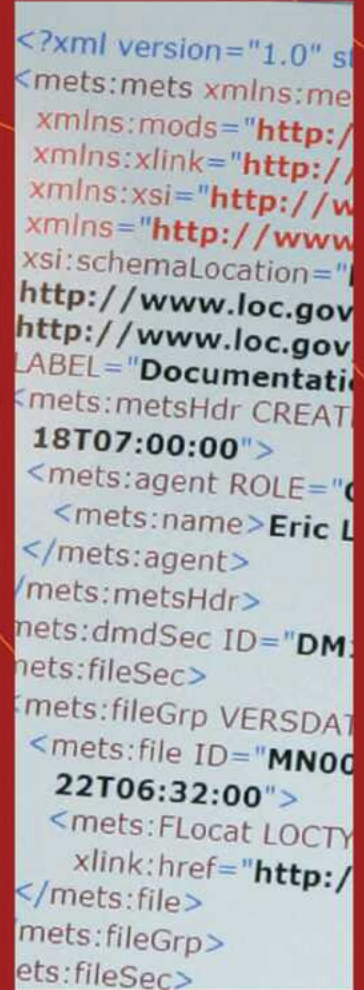 <?xml version="1.0" s
<mets:mets xmlns:me
xmlns:mods="http:/
xmlns:xlink="http:/
xmlns:xsi="http://w
xmlns="http://www
xsi:schemaLocation="
http://www.loc.gov
http://www.loc.gov
LABEL="Documentati
<mets:metsHdr CREAT
18T07:00:00">
<mets:agent ROLE="
<mets:name>Eric L
</mets:agent>
/mets:metsHdr>
mets:dmdSec ID="DM
mets:fileSec>
<mets:fileGrp VERSDAT
<mets:file ID="MN00
22T06:32:00">
<mets:FLocat LOCTY
xlink:href="http:/
</mets:file>
/mets:fileGrp>
ets:fileSec>